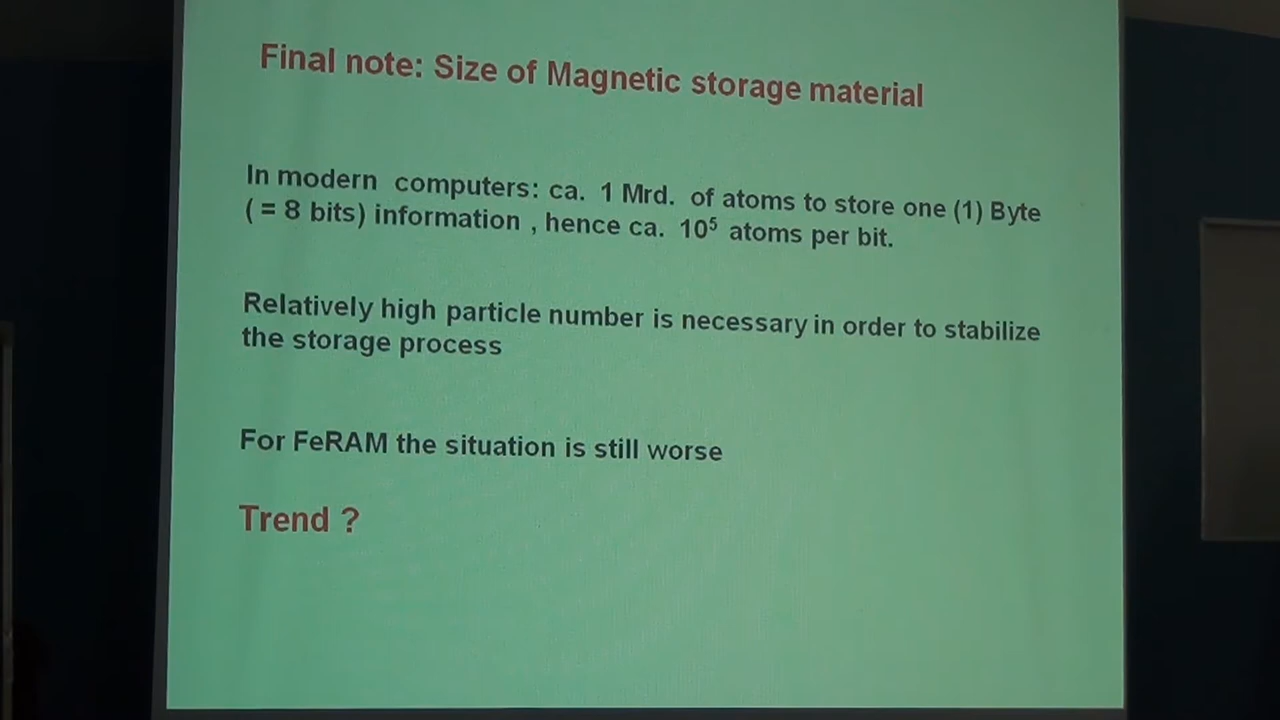 Final note: Size of Magnetic storage material
In modern computers: ca. 1 Mrd. of atoms to store one (1) Byte
( = 8 bits) information , hence ca. 10⁵ atoms per bit.
Relatively high particle number is necessary in order to stabilize
the storage process
For FeRAM the situation is still worse
Trend ?